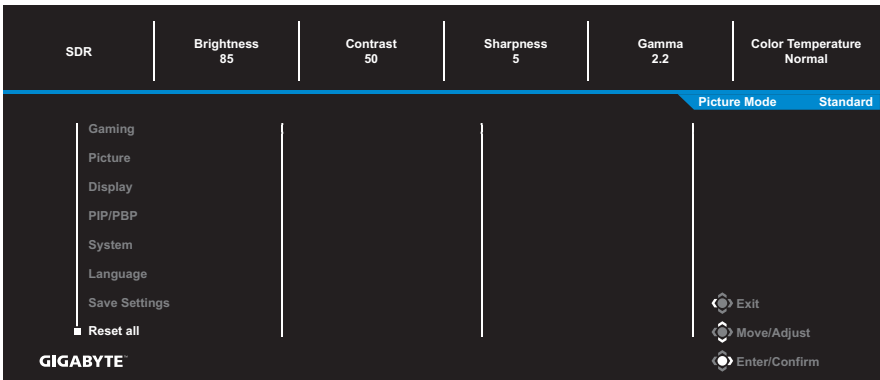 SDR
Brightness
85
Contrast
50
Sharpness
5
Gamma
2.2
Color Temperature
Normal
Picture Mode Standard
Gaming
Picture
Display
PIP/PBP
System
Language
Save Settings
Reset all
Exit
Move/Adjust
Enter/Confirm
GIGABYTE™